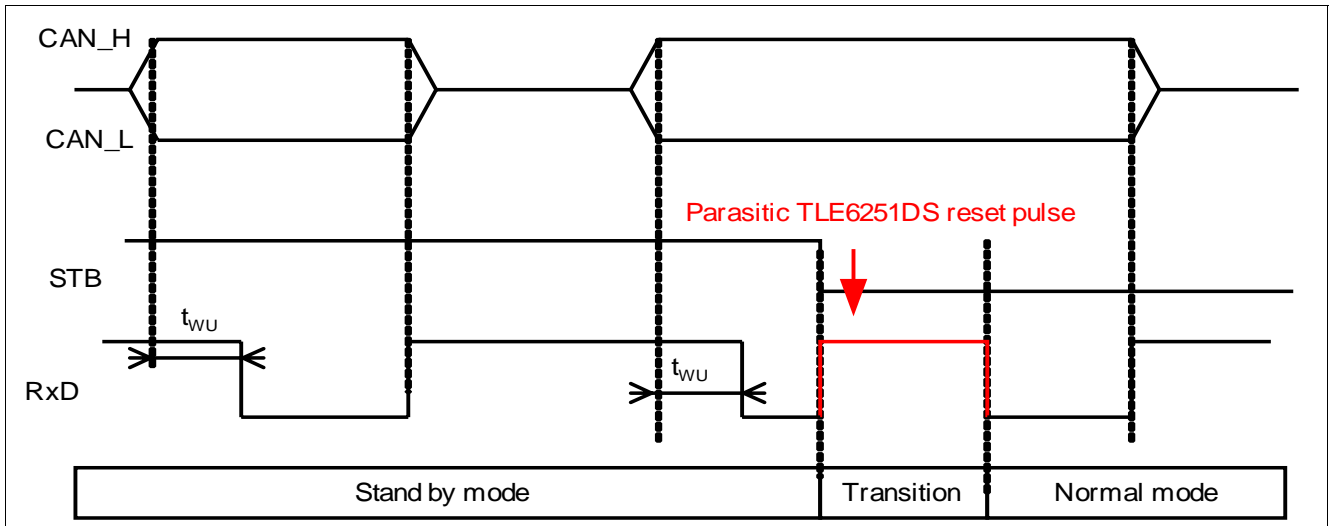 CAN_H
CAN_L
Parasitic TLE6251DS reset pulse
STB
tWU
RxD
tWU
Stand by mode
Transition
Normal mode